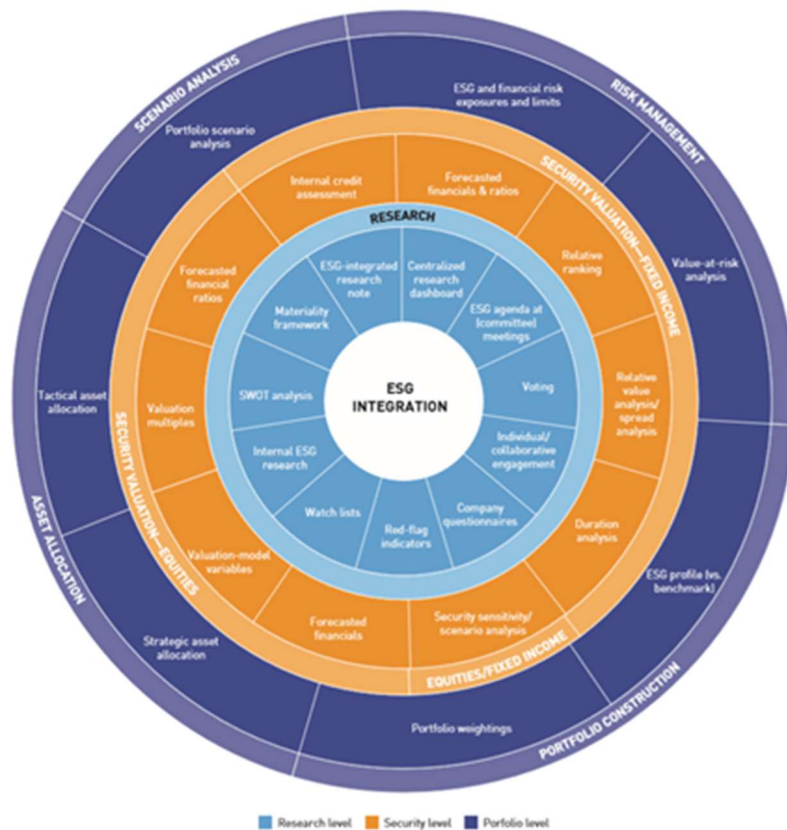 SCENARIO ANALYSIS
RISK MANAGEMENT
ESG and financial risk
exposures and limits
Portfolio scenario
analysis
Value-at-risk
analysis
Tactical asset
allocation
ESG profile (vs.
benchmark)
Strategic asset
allocation
Portfolio weightings
ASSET ALLOCATION
PORTFOLIO CONSTRUCTION
SECURITY VALUATION—FIXED INCOME
Internal credit
assessment
Forecasted
financials & ratios
Relative
ranking
Forecasted
financial
ratios
Relative
value
analysis/
spread
analysis
Valuation
multiples
Duration
analysis
Valuation-model
variables
Forecasted
financials
Security sensitivity/
scenario analysis
SECURITY VALUATION—EQUITIES
EQUITIES/FIXED INCOME
RESEARCH
ESG-integrated
research
note
Centralized
research
dashboard
Materiality
framework
ESG agenda at
(committee)
meetings
SWOT analysis
Voting
Internal ESG
research
Individual/
collaborative
engagement
Watch lists
Red-flag
indicators
Company
questionnaires
ESG
INTEGRATION
Research level
Security level
Porfolio level